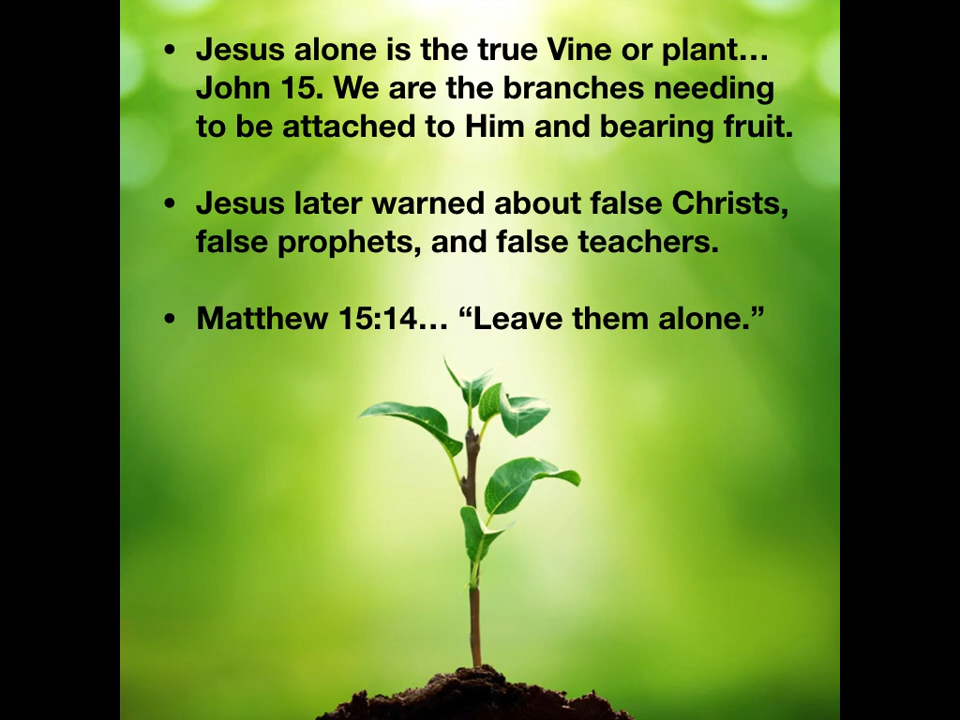 • Jesus alone is the true Vine or plant…
John 15. We are the branches needing
to be attached to Him and bearing fruit.
• Jesus later warned about false Christs,
false prophets, and false teachers.
• Matthew 15:14… “Leave them alone.”